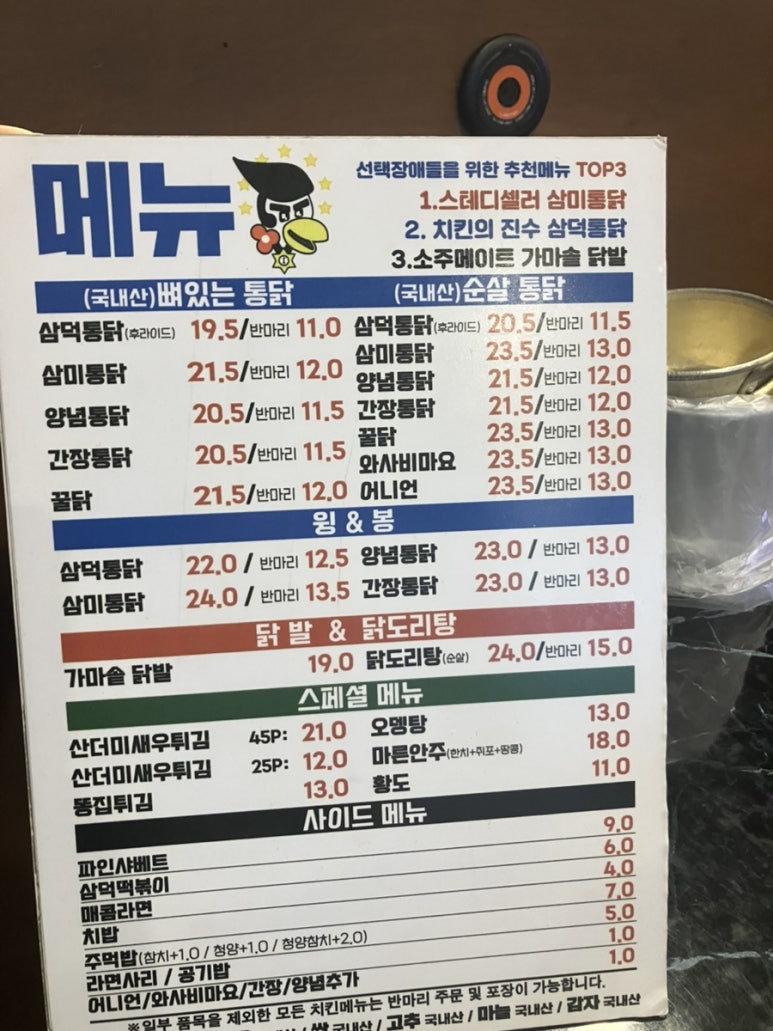 메뉴
선택장애들을 위한 추천메뉴 TOP3
1.스테디셀러 삼미통닭
2. 치킨의 진수 삼덕통닭
3.소주메이트 가마솥 닭발
(국내산)뼈있는 통닭
삼덕통닭(후라이드) 19.5/반마리 11.0
삼미통닭 21.5/반마리 12.0
양념통닭 20.5/반마리 11.5
간장통닭 20.5/반마리 11.5
꿀닭 21.5/반마리 12.0
(국내산)순살 통닭
삼덕통닭(후라이드) 20.5/반마리 11.5
삼미통닭 23.5/반마리 13.0
양념통닭 21.5/반마리 12.0
간장통닭 21.5/반마리 12.0
꿀닭 23.5/반마리 13.0
와사비마요 23.5/반마리 13.0
어니언 23.5/반마리 13.0
윙 & 봉
삼덕통닭 22.0 / 반마리 12.5
삼미통닭 24.0 / 반마리 13.5
양념통닭 23.0 / 반마리 13.0
간장통닭 23.0 / 반마리 13.0
닭발 & 닭도리탕
가마솥 닭발 19.0
닭도리탕(순살) 24.0/반마리 15.0
스페셜 메뉴
산더미새우튀김 45P: 21.0
산더미새우튀김 25P: 12.0
똥집튀김 13.0
오뎅탕 13.0
마른안주(한치+쥐포+땅콩) 18.0
황도 11.0
사이드 메뉴
파인샤베트 9.0
삼덕떡볶이 6.0
매콤라면 4.0
치밥 7.0
주먹밥(참치+1.0 / 청양+1.0 / 청양참치+2.0) 5.0
라면사리 / 공기밥 1.0
어니언/와사비마요/간장/양념추가 1.0
※일부 품목을 제외한 모든 치킨메뉴는 반마리 주문 및 포장이 가능합니다.
/ 쌀 국내산 / 고추 국내산 / 마늘 국내산 / 감자 국내산